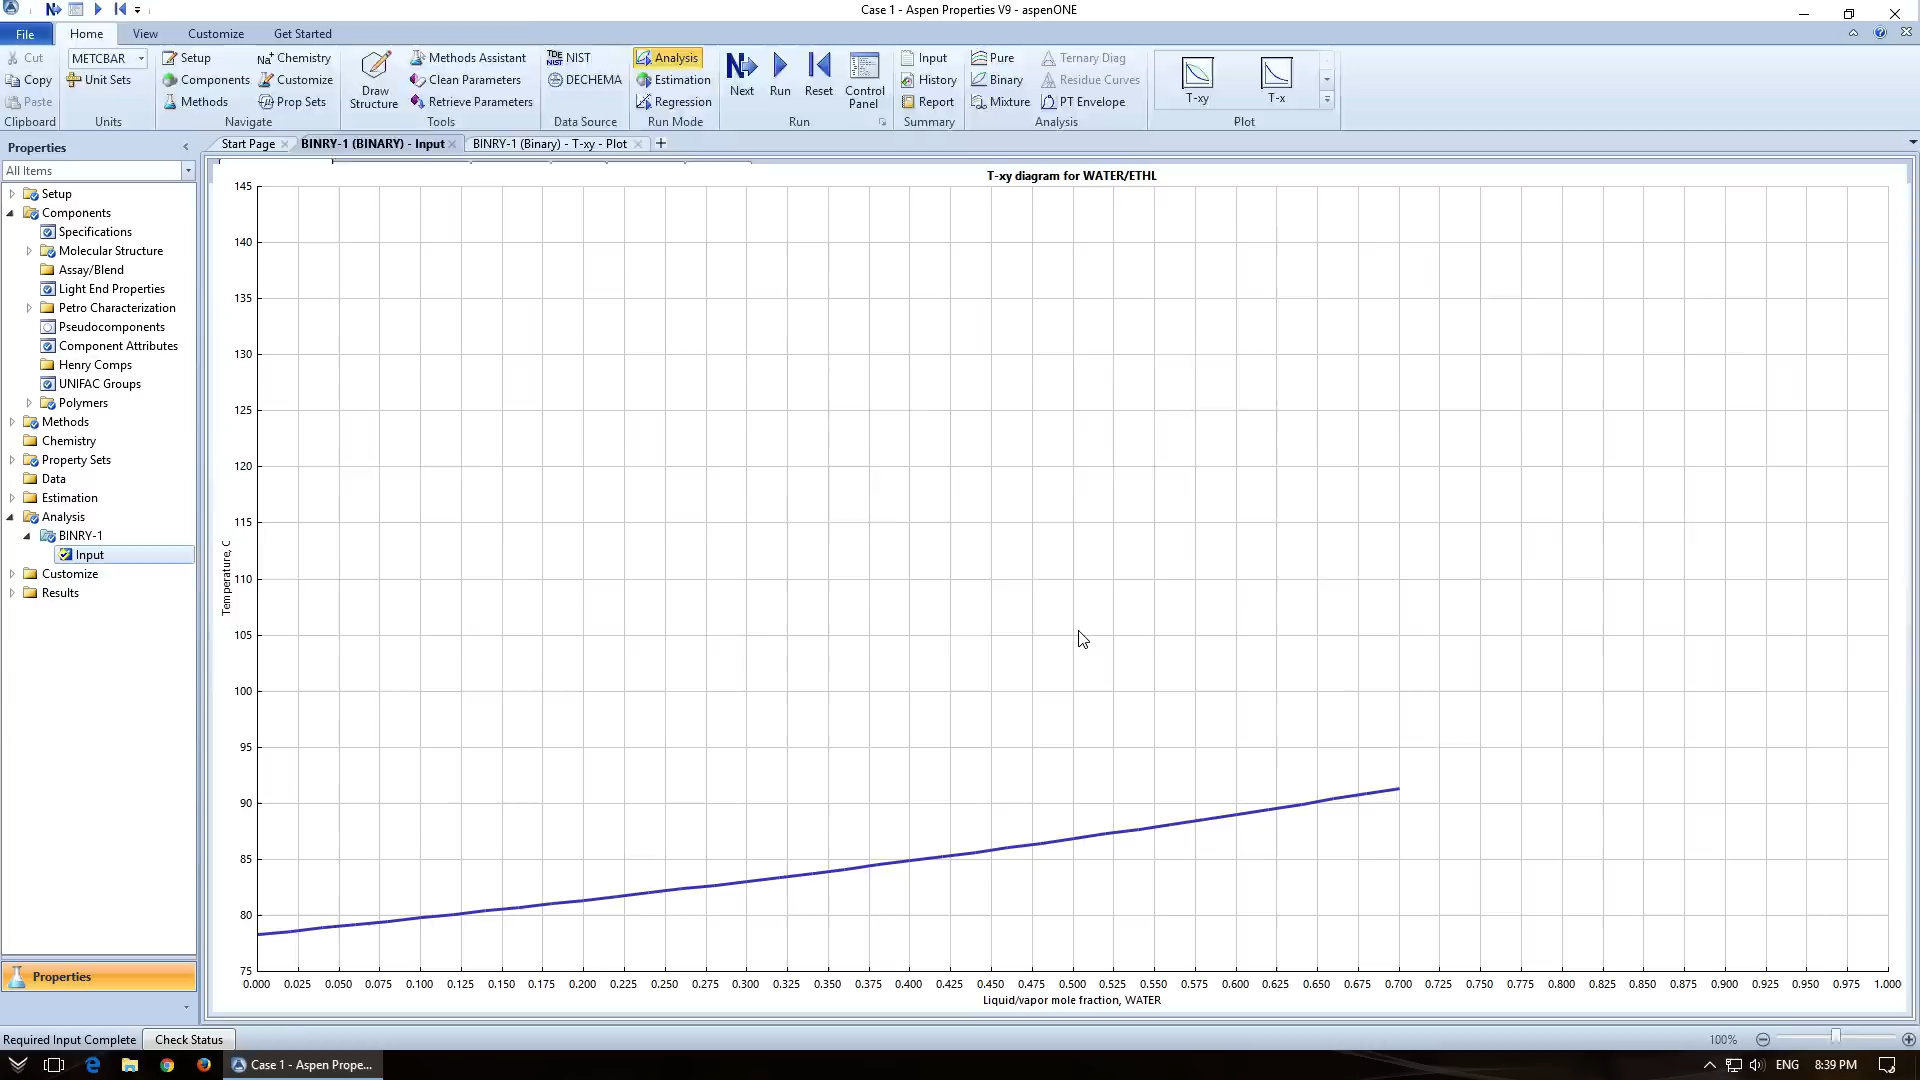 Case 1 - Aspen Properties V9 - aspenONE
File Home View Customize Get Started
Cut
Copy
Paste
Clipboard
METCBAR
Unit Sets
Units
Setup
Components
Methods
Chemistry
Customize
Prop Sets
Navigate
Draw
Structure
Methods Assistant
Clean Parameters
Retrieve Parameters
Tools
NIST
DECHEMA
Data Source
Analysis
Estimation
Regression
Run Mode
Next
Run
Reset
Control
Panel
Run
Input
History
Report
Summary
Pure
Binary
Mixture
Ternary Diag
Residue Curves
PT Envelope
Analysis
T-xy
T-x
Plot
Properties
All Items
Setup
Components
Specifications
Molecular Structure
Assay/Blend
Light End Properties
Petro Characterization
Pseudocomponents
Component Attributes
Henry Comps
UNIFAC Groups
Polymers
Methods
Chemistry
Property Sets
Data
Estimation
Analysis
BINRY-1
Input
Customize
Results
Properties
Start Page
BINRY-1 (BINARY) - Input
BINRY-1 (Binary) - T-xy - Plot
T-xy diagram for WATER/ETHL
Temperature, C
145
140
135
130
125
120
115
110
105
100
95
90
85
80
75
0.000 0.025 0.050 0.075 0.100 0.125 0.150 0.175 0.200 0.225 0.250 0.275 0.300 0.325 0.350 0.375 0.400 0.425 0.450 0.475 0.500 0.525 0.550 0.575 0.600 0.625 0.650 0.675 0.700 0.725 0.750 0.775 0.800 0.825 0.850 0.875 0.900 0.925 0.950 0.975 1.000
Liquid/vapor mole fraction, WATER
Required Input Complete
Check Status
100%
Case 1 - Aspen Prope...
ENG
8:39 PM